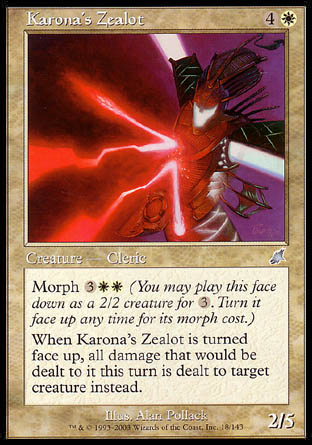 Karona's Zealot 4
Creature — Cleric
Morph 3 (You may play this face
down as a 2/2 creature for 3. Turn it
face up any time for its morph cost.)
When Karona's Zealot is turned
face up, all damage that would be
dealt to it this turn is dealt to target
creature instead.
Illus. Alan Pollack
2/5
™ & © 1993-2003 Wizards of the Coast, Inc. 18/143